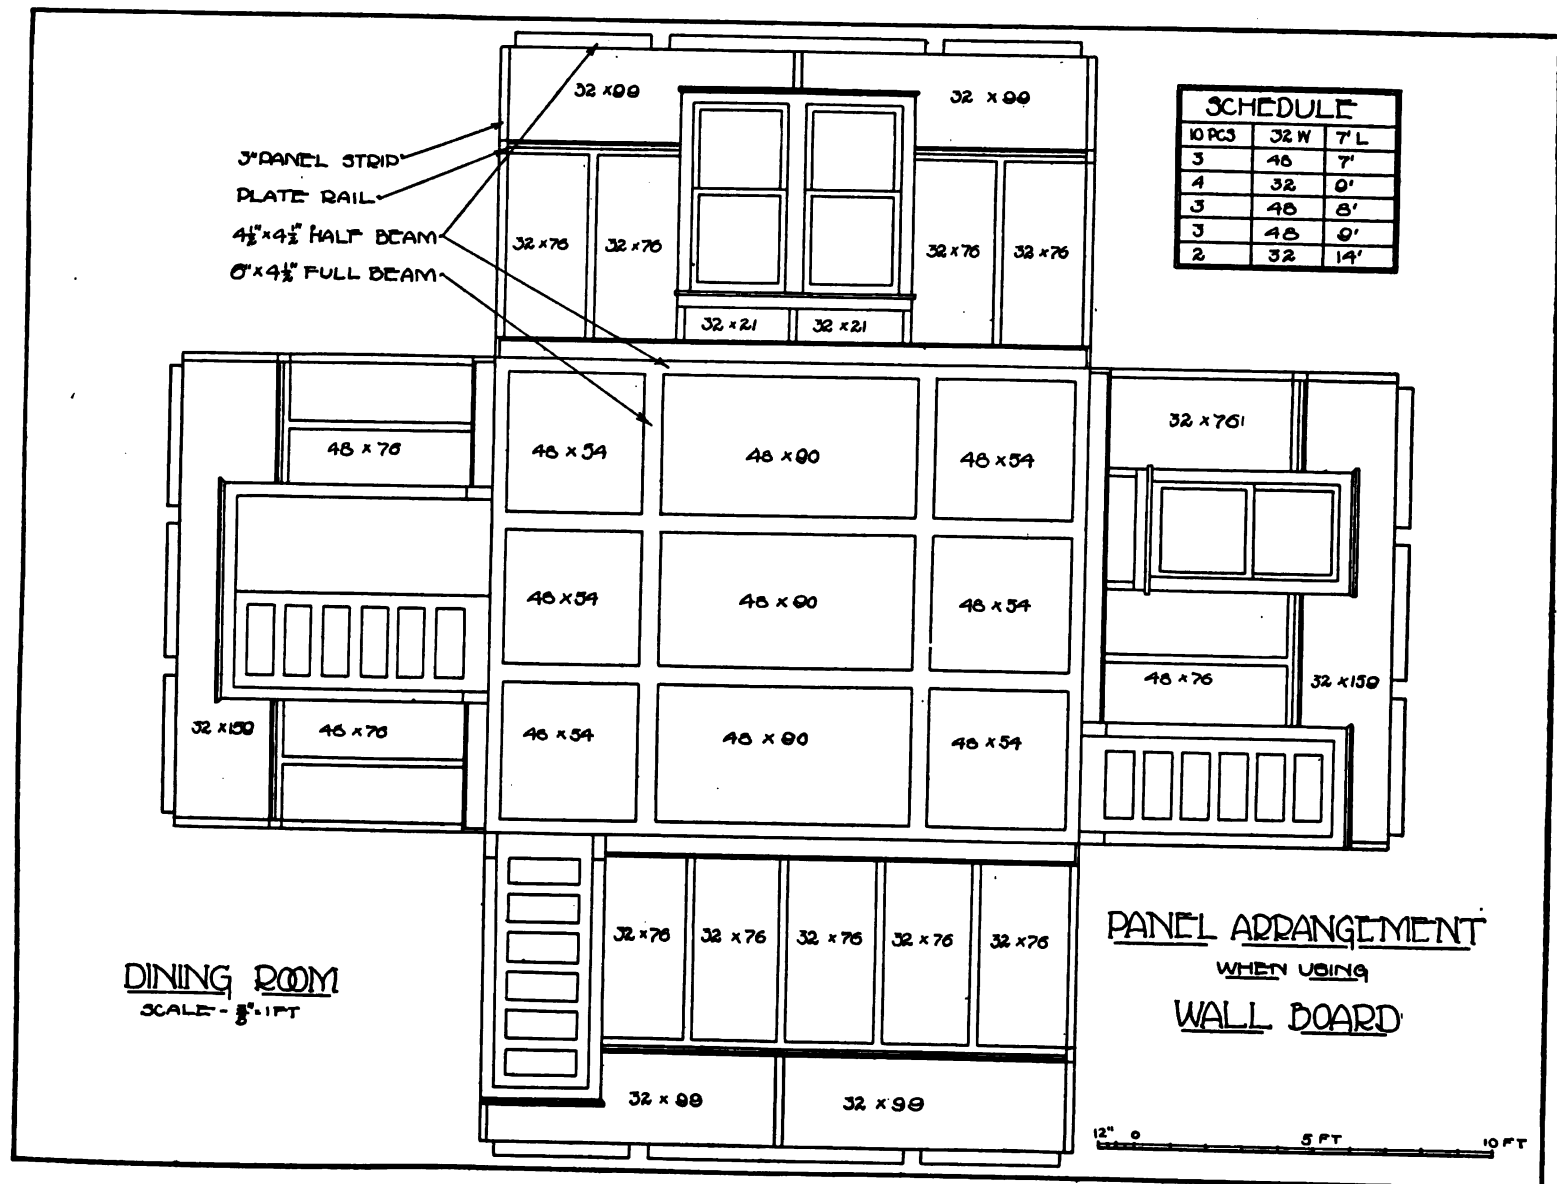 32 × 99
32 × 99
SCHEDULE
10 PCS 32 W 7' L
3 48 7'
4 32 9'
3 48 8'
3 48 9'
2 32 14'
3" PANEL STRIP
PLATE RAIL
4½" × 4½" HALF BEAM
6" × 4½" FULL BEAM
32 × 76 32 × 76
32 × 76 32 × 76
32 × 21 32 × 21
48 × 76
48 × 54 48 × 90 48 × 54
32 × 76
48 × 54 48 × 90 48 × 54
48 × 76 32 × 159
32 × 159 48 × 76
48 × 54 48 × 90 48 × 54
32 × 76 32 × 76 32 × 76 32 × 76 32 × 76
32 × 99 32 × 99
DINING ROOM
SCALE - ⅜" = 1 FT
PANEL ARRANGEMENT
WHEN USING
WALL BOARD
12" 0 5 FT 10 FT